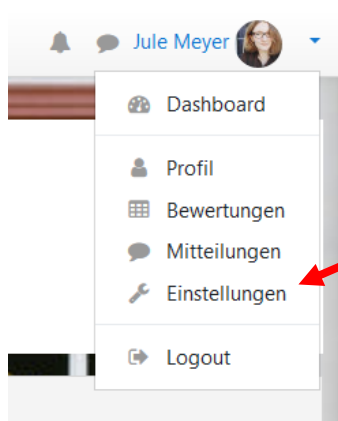 Jule Meyer
Dashboard
Profil
Bewertungen
Mitteilungen
Einstellungen
Logout